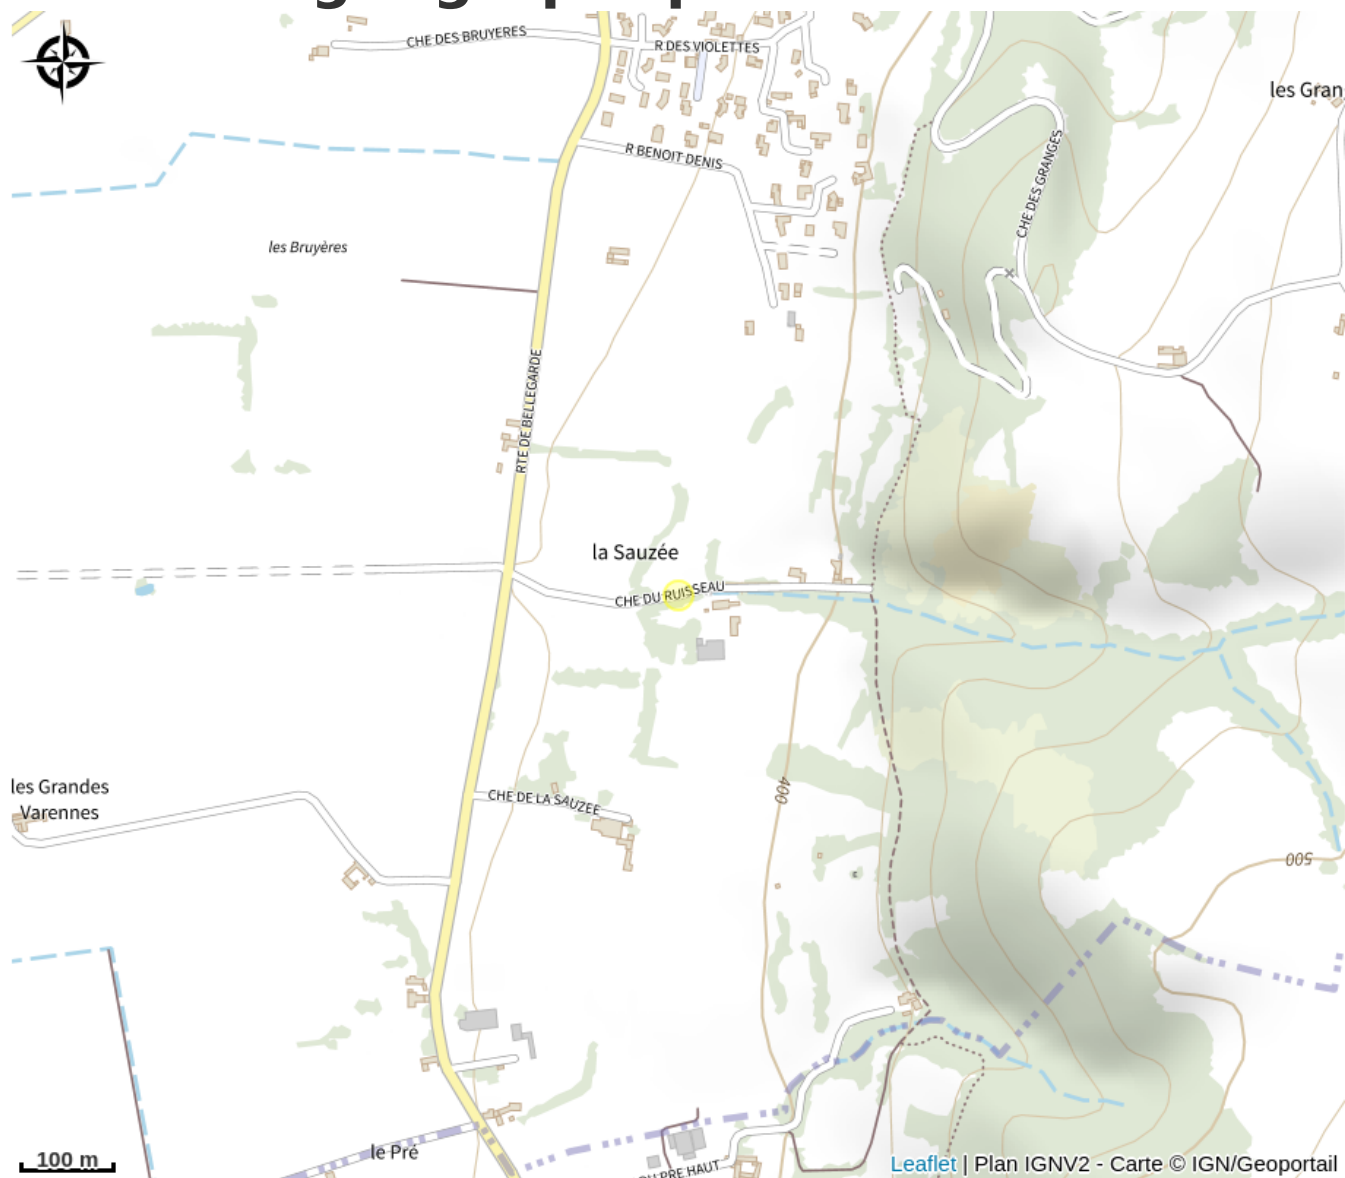 CHE DES BRUYERES
R DES VIOLETTES
les Gran
R BENOIT DENIS
CHE DES GRANGES
les Bruyères
RTE DE BELLEGARDE
la Sauzée
CHE DU RUISSEAU
les Grandes
Varennes
CHE DE LA SAUZEE
400
500
le Pré
PRE HAUT
100 m
Leaflet | Plan IGNV2 - Carte © IGN/Geoportail